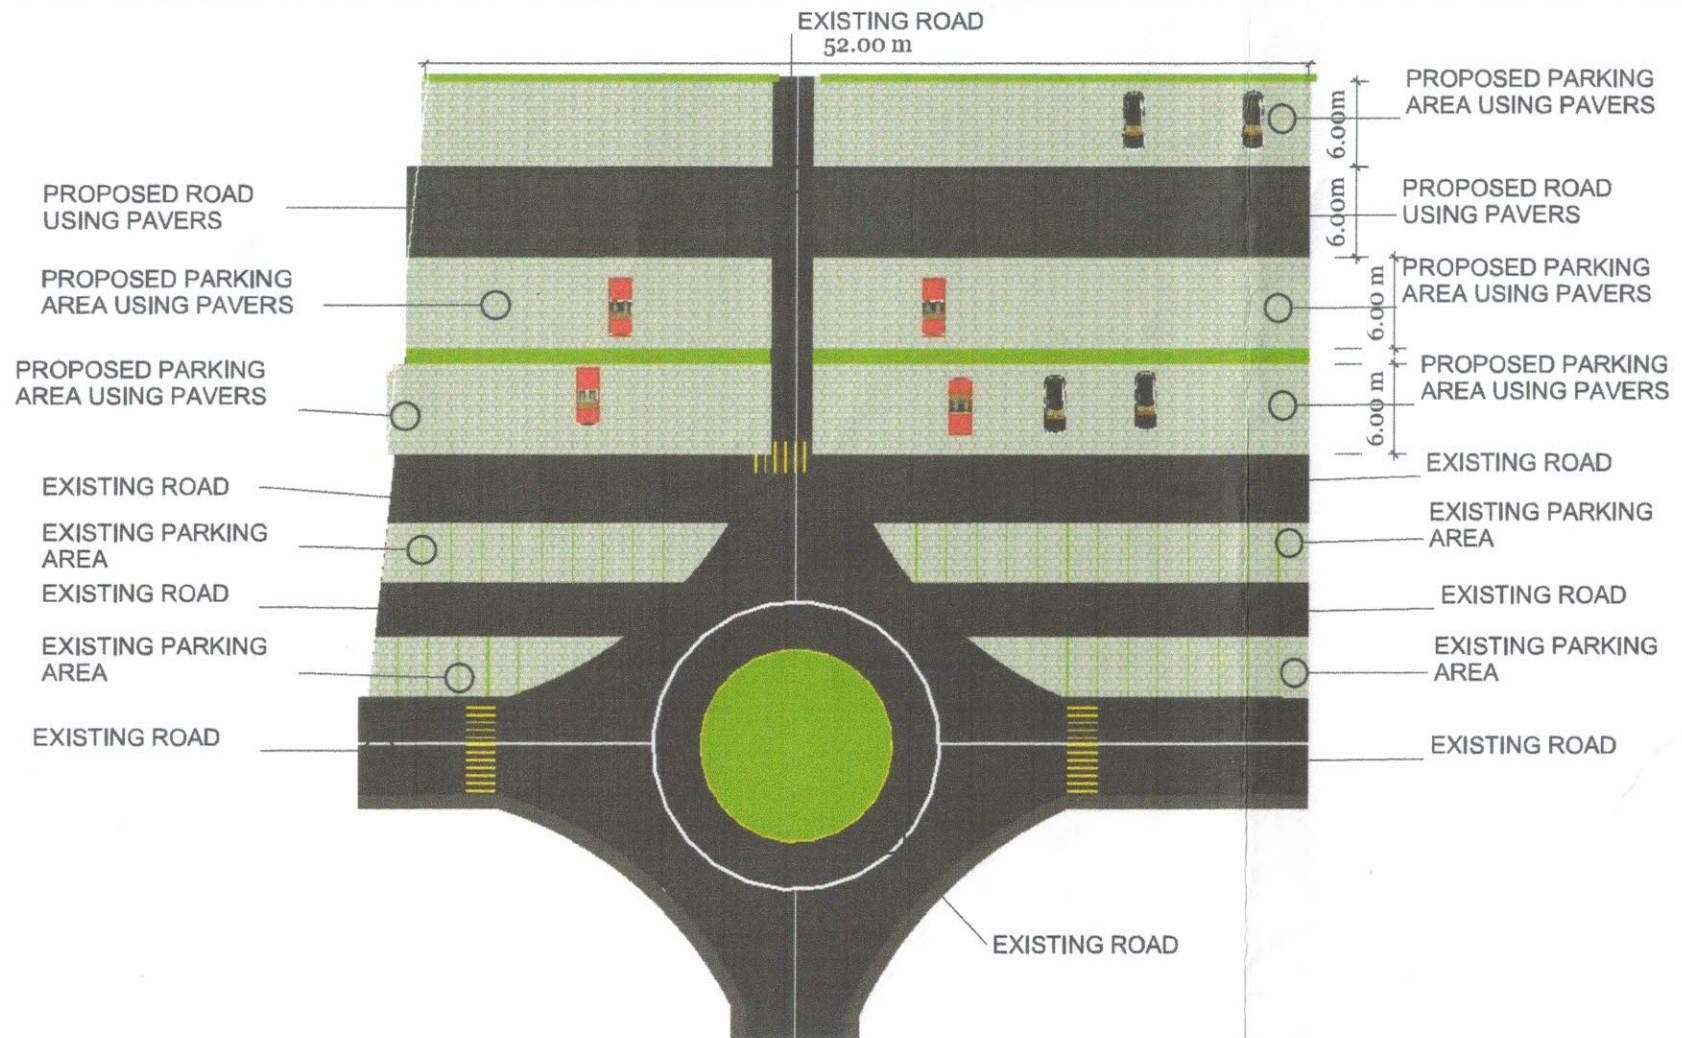 EXISTING ROAD
52.00 m
PROPOSED PARKING
AREA USING PAVERS
6.00m
PROPOSED ROAD
USING PAVERS
PROPOSED ROAD
USING PAVERS
6.00m
PROPOSED PARKING
AREA USING PAVERS
PROPOSED PARKING
AREA USING PAVERS
6.00 m
PROPOSED PARKING
AREA USING PAVERS
PROPOSED PARKING
AREA USING PAVERS
6.00 m
EXISTING ROAD
EXISTING ROAD
EXISTING PARKING
AREA
EXISTING PARKING
AREA
EXISTING ROAD
EXISTING ROAD
EXISTING PARKING
AREA
EXISTING PARKING
AREA
EXISTING ROAD
EXISTING ROAD
EXISTING ROAD